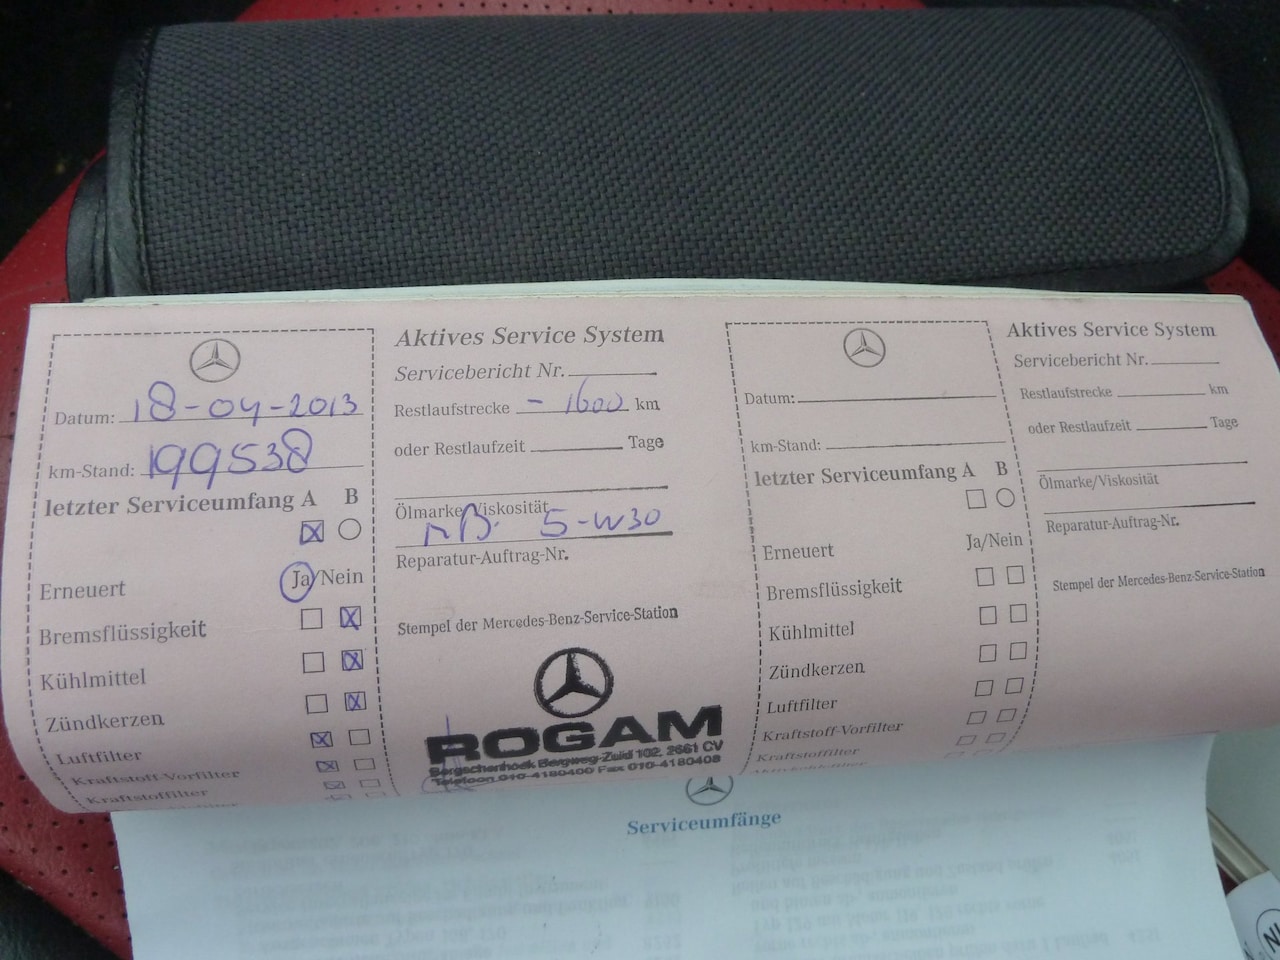 Datum: 18-04-2013
km-Stand: 199538
letzter Serviceumfang A B
Erneuert Ja/Nein
Bremsflüssigkeit
Kühlmittel
Zündkerzen
Luftfilter
Kraftstoff-Vorfilter
Kraftstoffilter
Aktives Service System
Servicebericht Nr.
Restlaufstrecke - 1600 km
oder Restlaufzeit Tage
Ölmarke/Viskosität
MB. 5-W30
Reparatur-Auftrag-Nr.
Stempel der Mercedes-Benz-Service-Station
ROGAM
Bergschenhoek Bergweg-Zuid 102, 2661 CV
Telefoon 010-4180400 Fax 010-4180408
Datum:
km-Stand:
letzter Serviceumfang A B
Erneuert Ja/Nein
Bremsflüssigkeit
Kühlmittel
Zündkerzen
Luftfilter
Kraftstoff-Vorfilter
Kraftstoffilter
Aktives Service System
Servicebericht Nr.
Restlaufstrecke km
oder Restlaufzeit Tage
Ölmarke/Viskosität
Reparatur-Auftrag-Nr.
Stempel der Mercedes-Benz-Service-Station
Serviceumfänge